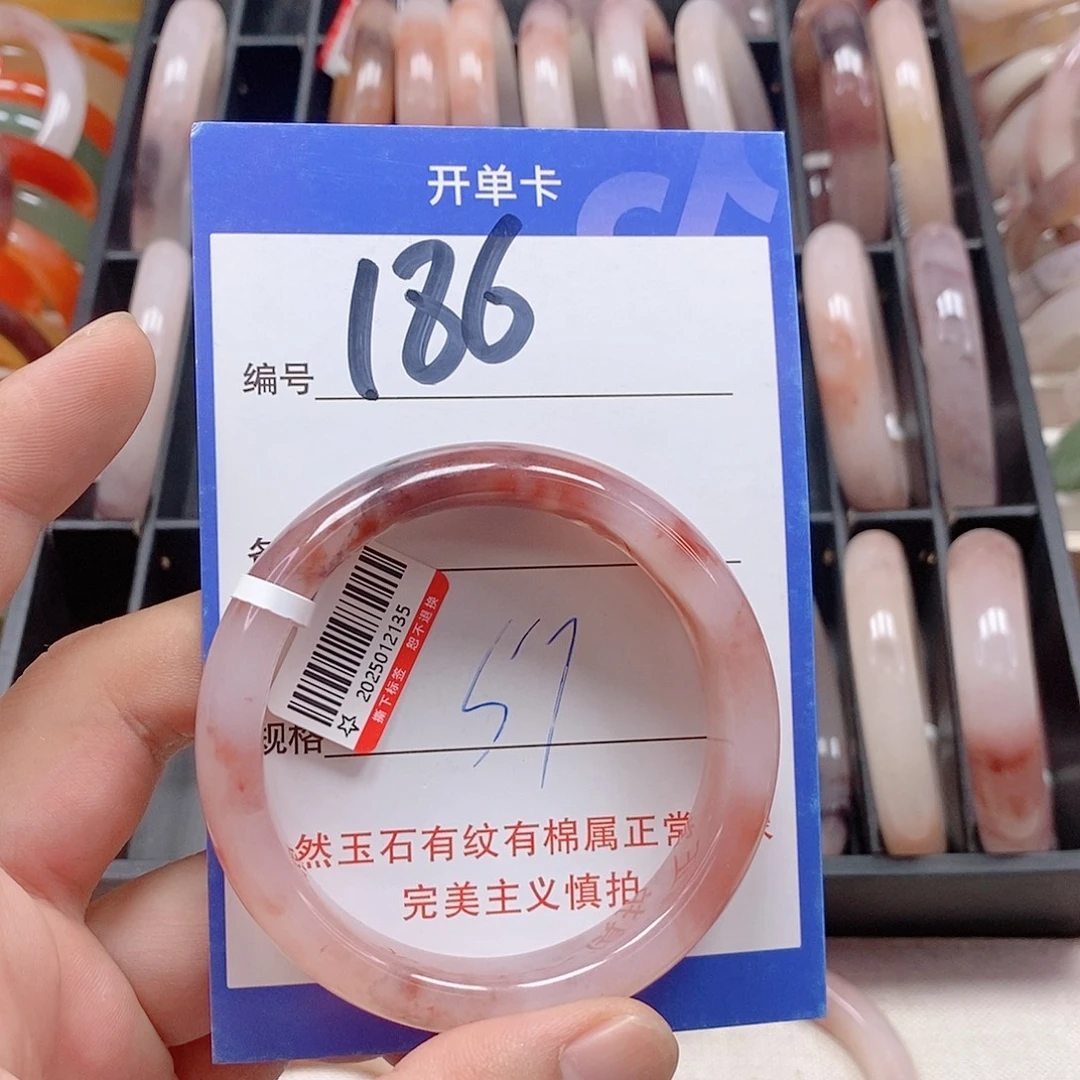 开单卡
编号 186
2025012135
撕下标签 恕不退换
57
规格
然玉石有纹有棉属正常
完美主义慎拍